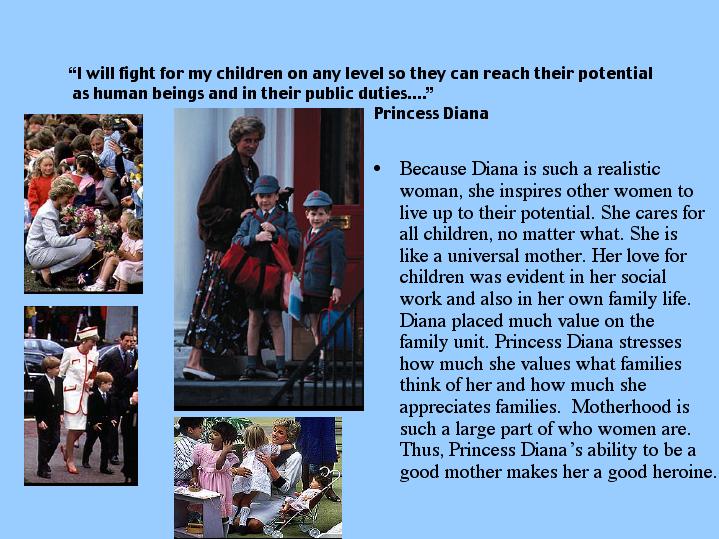 “I will fight for my children on any level so they can reach their potential
as human beings and in their public duties....”
Princess Diana
• Because Diana is such a realistic
woman, she inspires other women to
live up to their potential. She cares for
all children, no matter what. She is
like a universal mother. Her love for
children was evident in her social
work and also in her own family life.
Diana placed much value on the
family unit. Princess Diana stresses
how much she values what families
think of her and how much she
appreciates families.  Motherhood is
such a large part of who women are.
Thus, Princess Diana’s ability to be a
good mother makes her a good heroine.